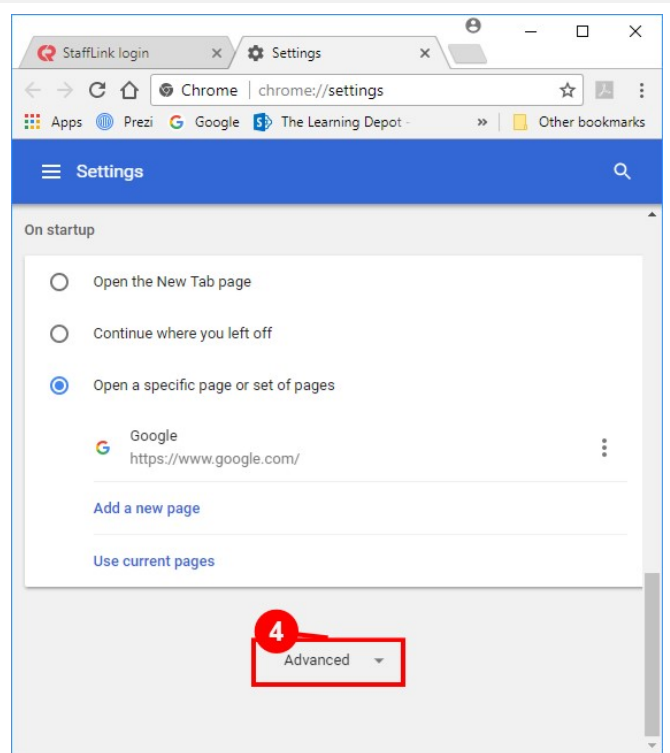 StaffLink login
Settings
Chrome | chrome://settings
Apps Prezi Google The Learning Depot - » Other bookmarks
Settings
On startup
Open the New Tab page
Continue where you left off
Open a specific page or set of pages
Google
https://www.google.com/
Add a new page
Use current pages
4
Advanced